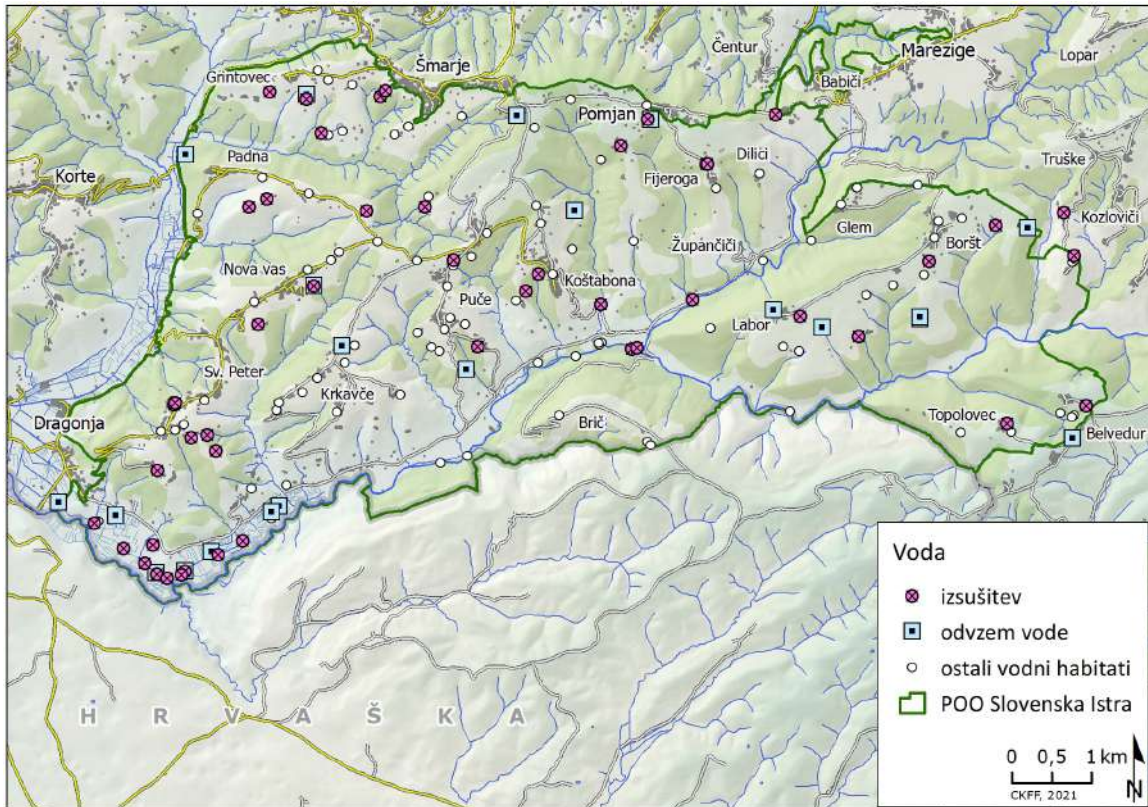 Čentur
Marezige
Lopar
Šmarje
Grintovec
Babiči
Pomjan
Truške
Padna
Dilici
Korte
Fijeroga
Kozloviči
Glem
Boršt
Župančiči
Nova vas
Koštabona
Puče
Labor
Sv. Peter
Krkavče
Dragonja
Brič
Topolovec
Belvedur
HRVAŠKA
Voda
izsušitev
odvzem vode
ostali vodni habitati
POO Slovenska Istra
0 0,5 1 km
CKFF, 2021
N